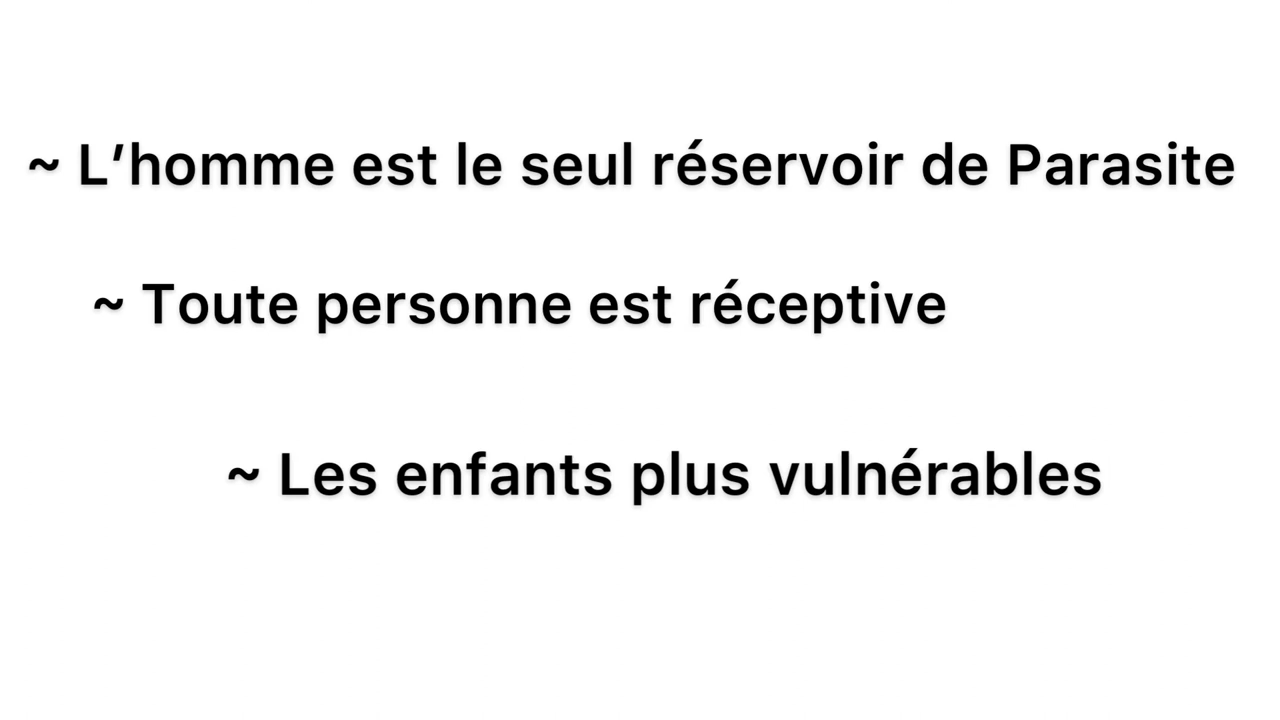 ~ L’homme est le seul réservoir de Parasite
~ Toute personne est réceptive
~ Les enfants plus vulnérables